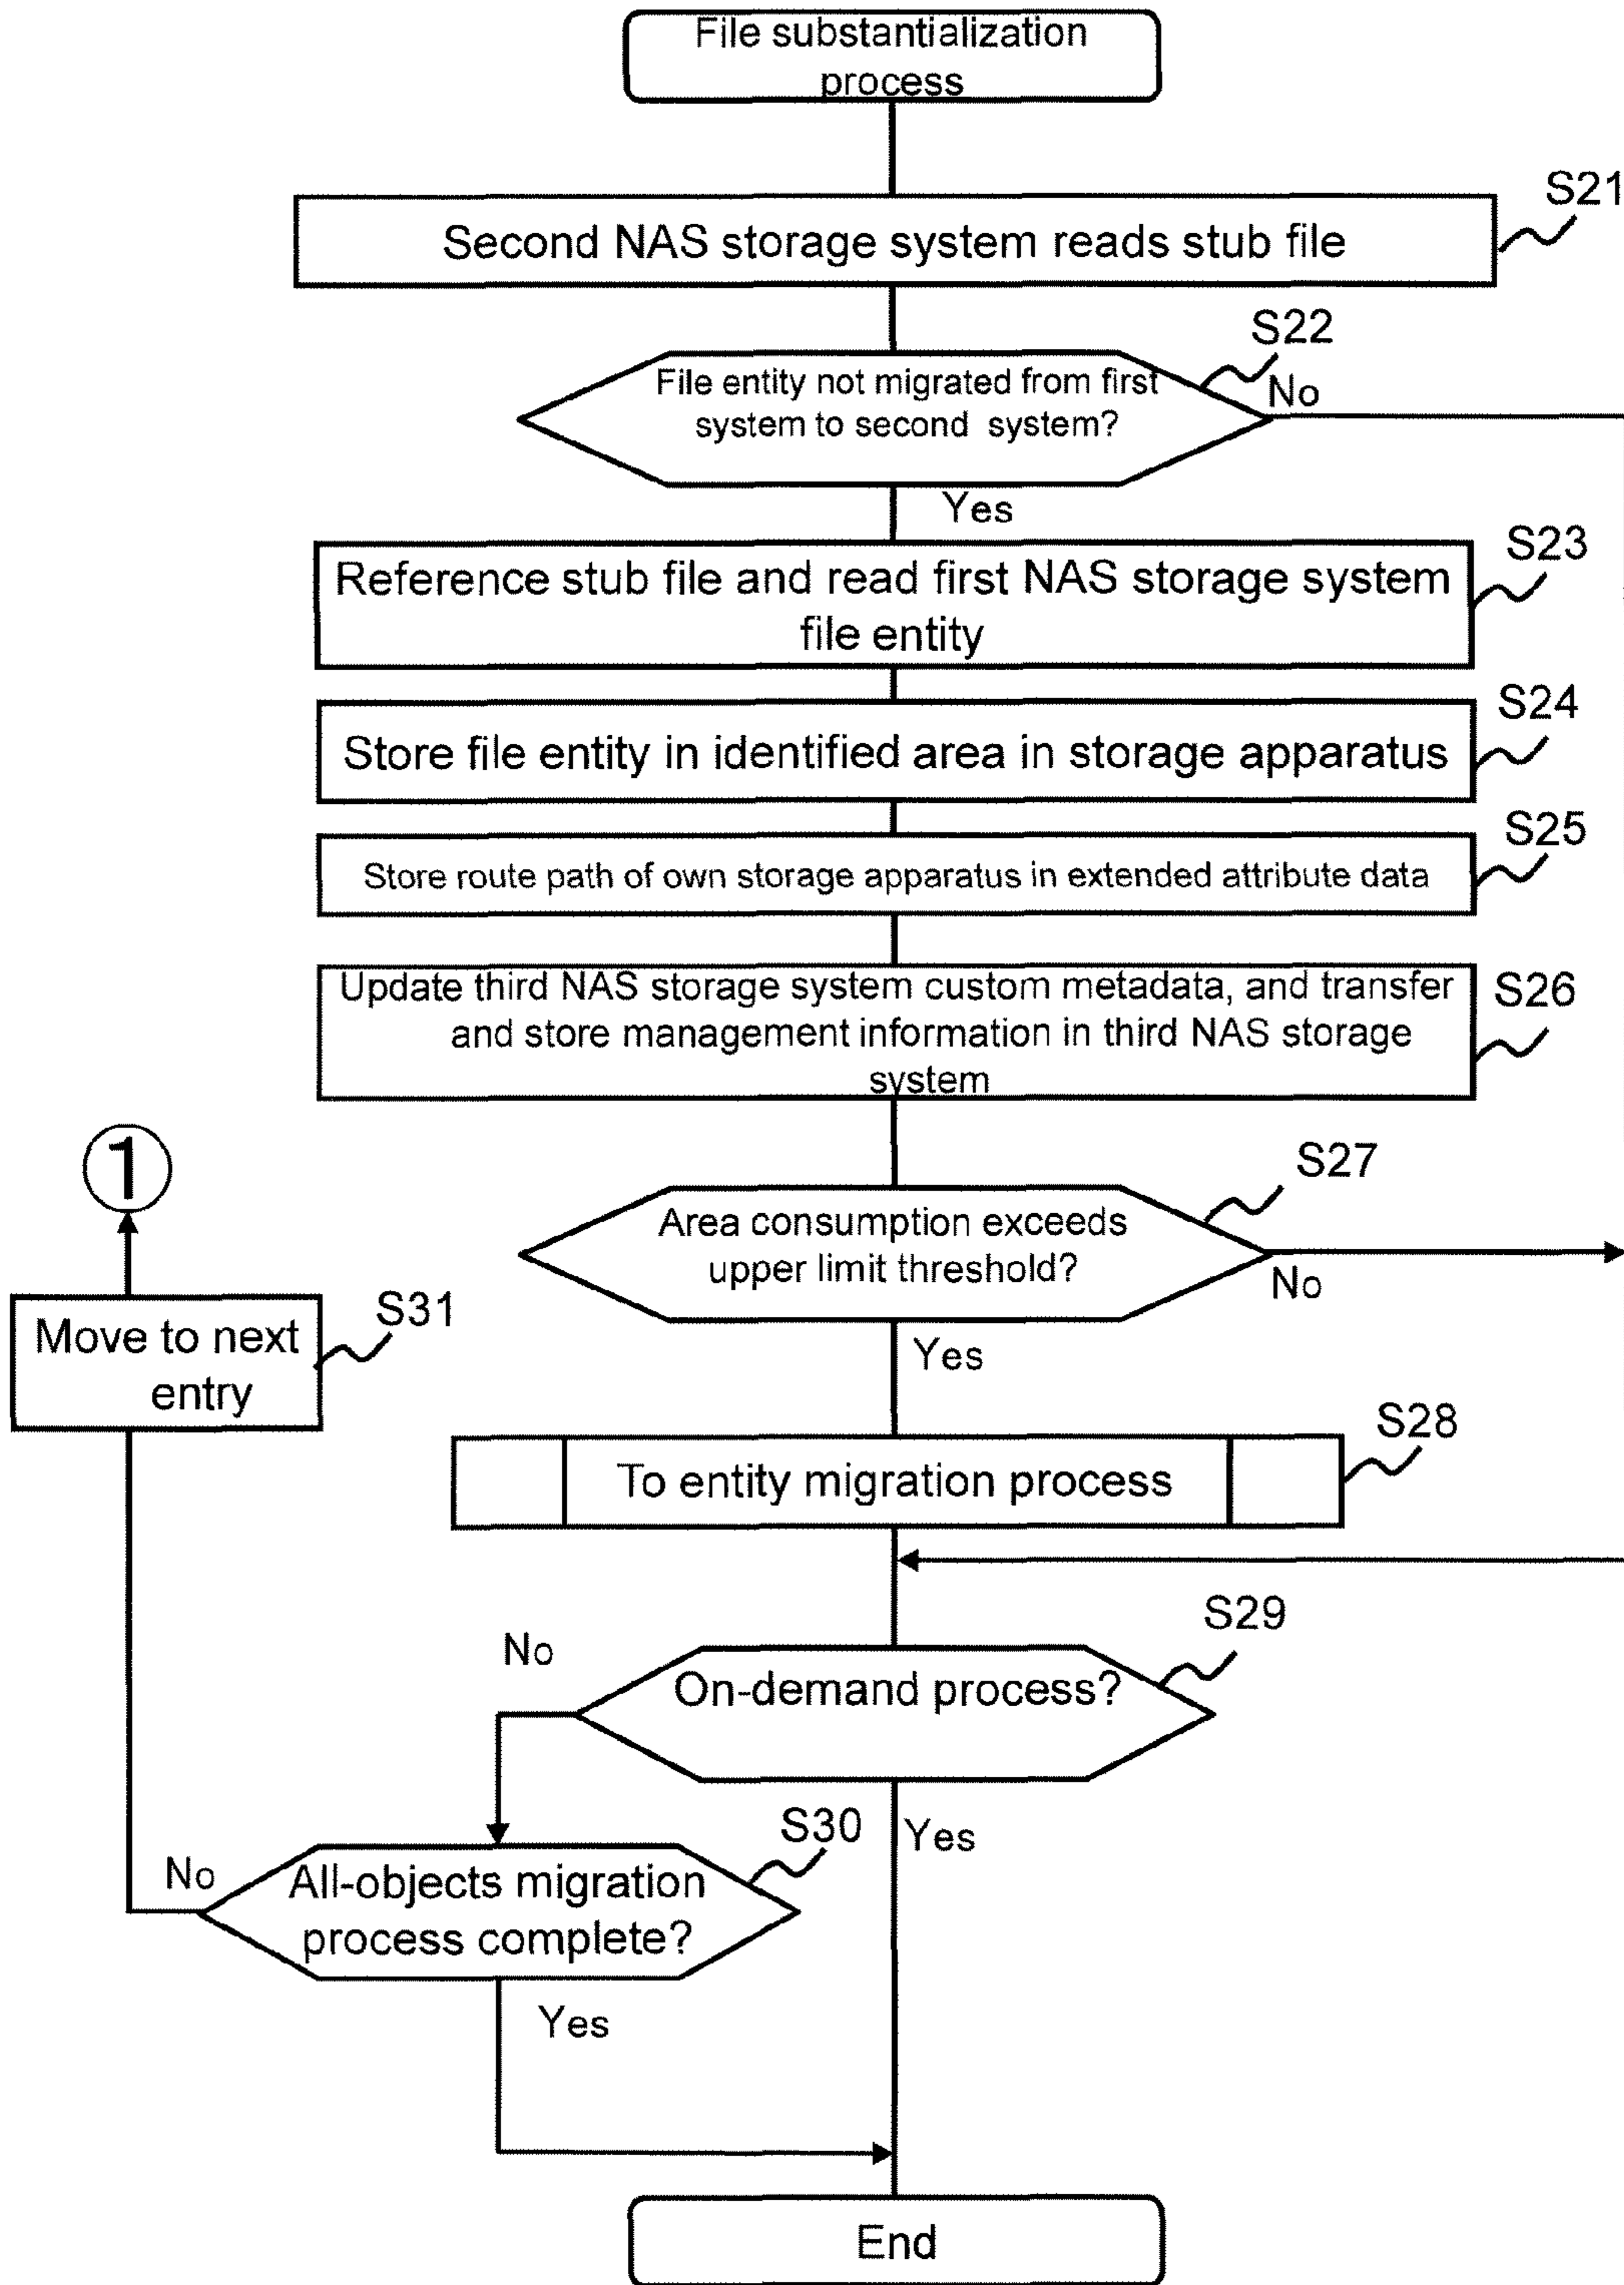 File substantialization
process
S21
Second NAS storage system reads stub file
S22
File entity not migrated from first
system to second system?
No
Yes
S23
Reference stub file and read first NAS storage system
file entity
S24
Store file entity in identified area in storage apparatus
S25
Store route path of own storage apparatus in extended attribute data
S26
Update third NAS storage system custom metadata, and transfer
and store management information in third NAS storage
system
1
S27
Area consumption exceeds
upper limit threshold?
No
Yes
S31
Move to next
entry
S28
To entity migration process
S29
No
On-demand process?
Yes
S30
No
All-objects migration
process complete?
Yes
End